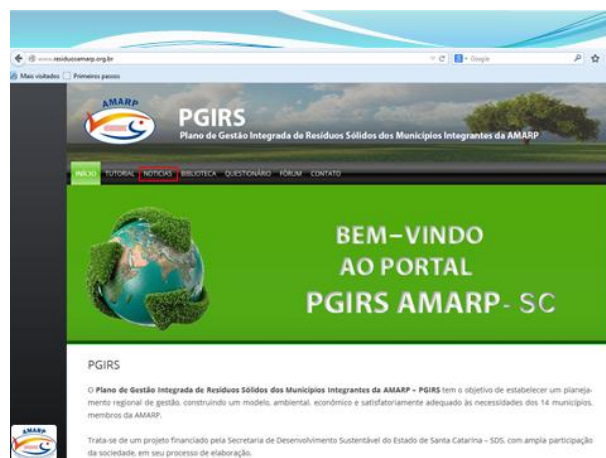 www.residuosamarp.org.br
Google
Mais visitados
Primeiros passos
AMARP
PGIRS
Plano de Gestão Integrada de Resíduos Sólidos dos Municípios Integrantes da AMARP
INÍCIO TUTORIAL NOTICIAS BIBLIOTECA QUESTIONÁRIO FÓRUM CONTATO
BEM-VINDO
AO PORTAL
PGIRS AMARP- SC
PGIRS
O Plano de Gestão Integrada de Resíduos Sólidos dos Municípios Integrantes da AMARP – PGIRS tem o objetivo de estabelecer um planeja-
mento regional de gestão, construindo um modelo, ambiental, econômico e satisfatoriamente adequado às necessidades dos 14 municípios,
membros da AMARP.
Trata-se de um projeto financiado pela Secretaria de Desenvolvimento Sustentável do Estado de Santa Catarina – SDS, com ampla participação
da sociedade, em seu processo de elaboração.
AMARP